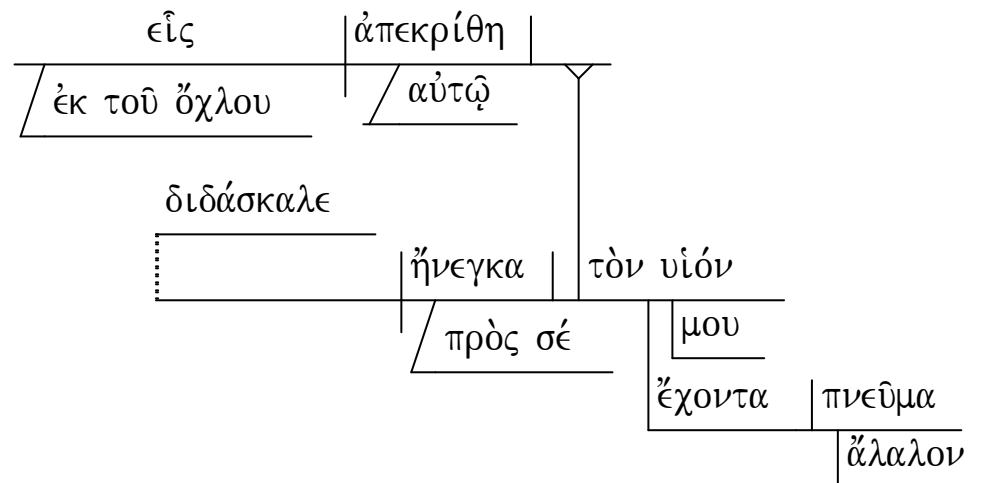 εἷς ἀπεκρίθη
ἐκ τοῦ ὄχλου αὐτῷ
διδάσκαλε
ἤνεγκα τὸν υἱόν
πρὸς σέ μου
ἔχοντα πνεῦμα
ἄλαλον